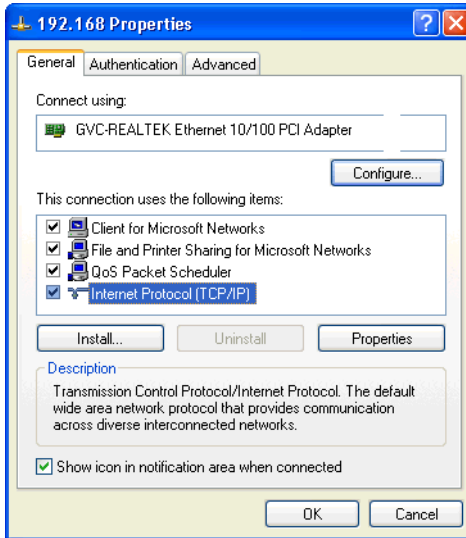 192.168 Properties
General
Authentication
Advanced
Connect using:
GVC-REALTEK Ethernet 10/100 PCI Adapter
Configure...
This connection uses the following items:
Client for Microsoft Networks
File and Printer Sharing for Microsoft Networks
QoS Packet Scheduler
Internet Protocol (TCP/IP)
Install...
Uninstall
Properties
Description
Transmission Control Protocol/Internet Protocol. The default
wide area network protocol that provides communication
across diverse interconnected networks.
Show icon in notification area when connected
OK
Cancel